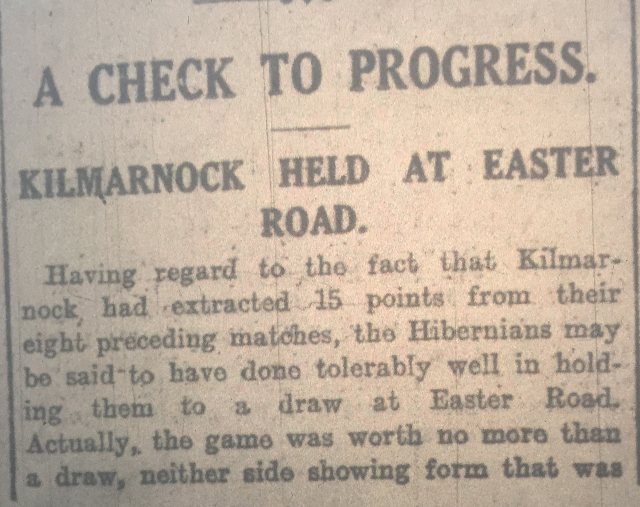 A CHECK TO PROGRESS.
KILMARNOCK HELD AT EASTER
ROAD.
Having regard to the fact that Kilmar-
nock had extracted 15 points from their
eight preceding matches, the Hibernians may
be said to have done tolerably well in hold-
ing them to a draw at Easter Road.
Actually, the game was worth no more than
a draw, neither side showing form that was